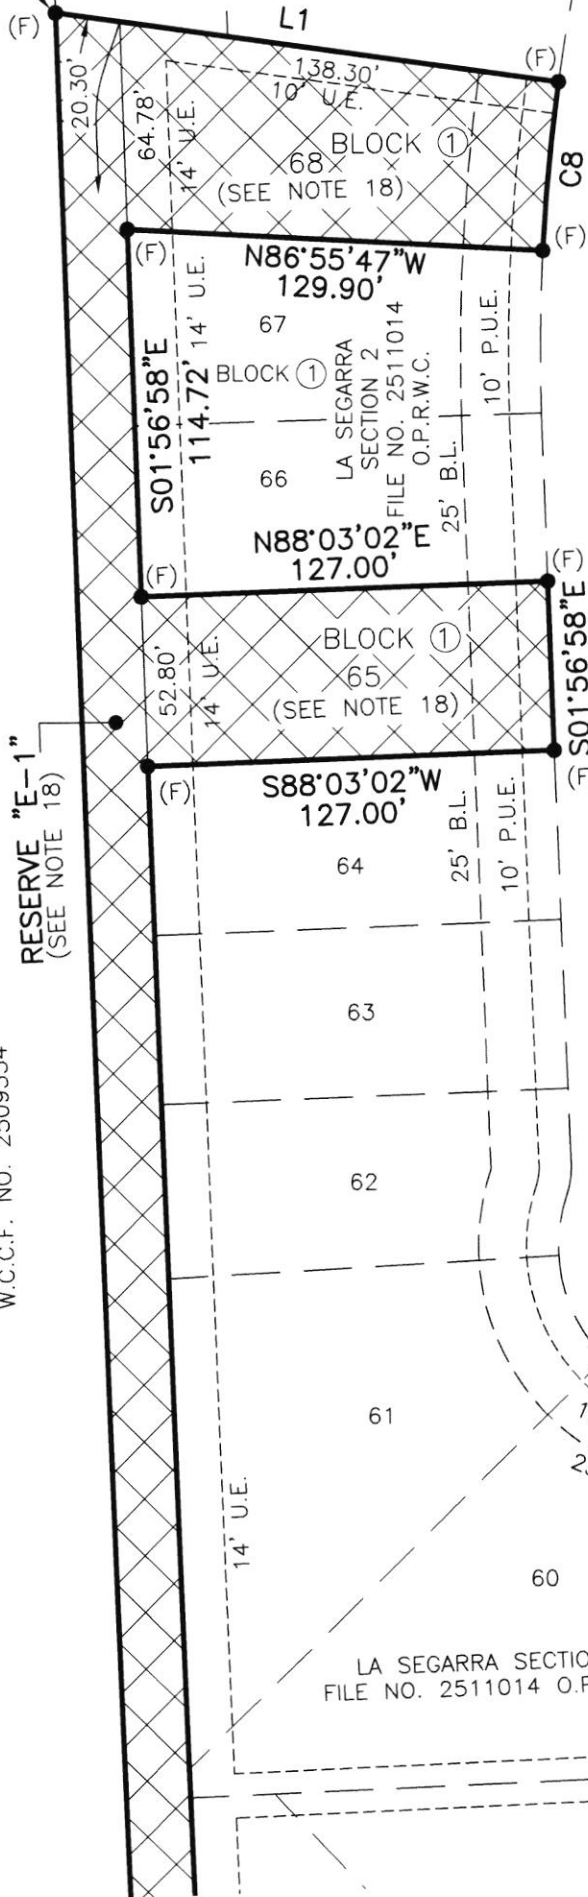 L1
(F)
(F)
20.30'
138.30'
10' U.E.
64.78'
14' U.E.
BLOCK 1
68
(SEE NOTE 18)
C8
(F)
(F)
N86°55'47"W
129.90'
14' U.E.
67
BLOCK 1
S01°56'58"E
114.72'
LA SEGARRA
SECTION 2
FILE NO. 2511014
O.P.R.W.C.
10' P.U.E.
25' B.L.
66
N88°03'02"E
127.00'
(F)
(F)
52.80'
14' U.E.
BLOCK 1
65
(SEE NOTE 18)
S01°56'58"E
(F)
(F
S88°03'02"W
127.00'
RESERVE "E-1"
(SEE NOTE 18)
25' B.L.
10' P.U.E.
64
63
W.C.C.F. NO.
62
61
14' U.E.
60
LA SEGARRA SECTIO
FILE NO. 2511014 O.P